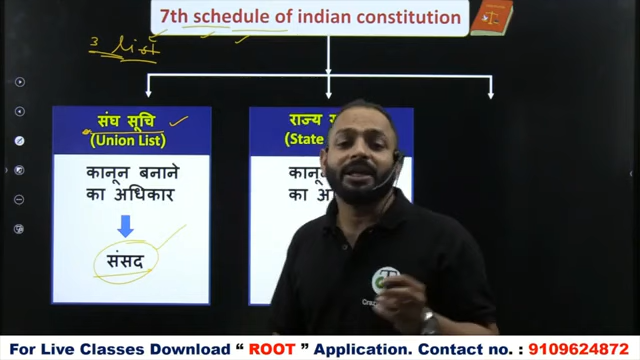 7th schedule of indian constitution
3 list
संघ सूचि
(Union List)
कानून बनाने
का अधिकार
संसद
राज्य
(State
का
For Live Classes Download “ ROOT ” Application. Contact no. : 9109624872